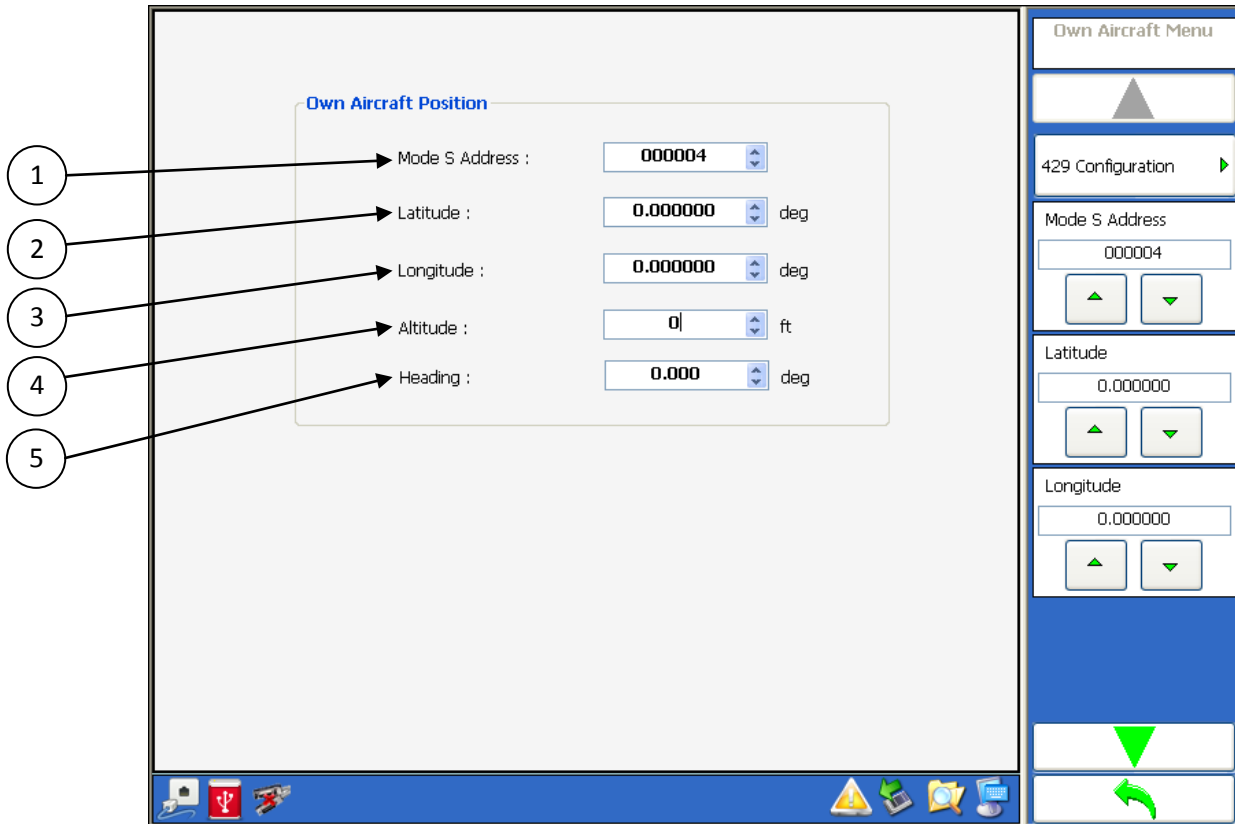 Own Aircraft Position
1
Mode S Address : 000004
2
Latitude : 0.000000 deg
3
Longitude : 0.000000 deg
4
Altitude : 0 ft
5
Heading : 0.000 deg
Own Aircraft Menu
429 Configuration
Mode S Address
000004
Latitude
0.000000
Longitude
0.000000